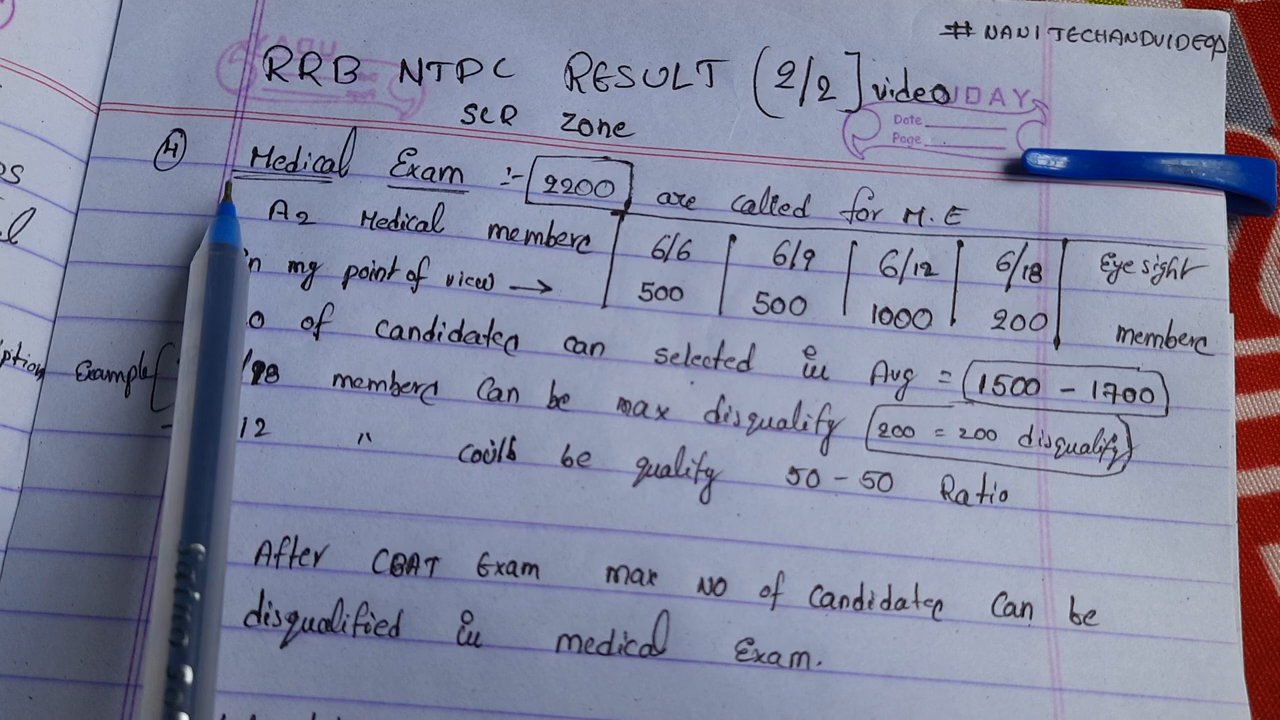 # NANI TECHANDVIDEOS
RRB NTPC RESULT (2/2] video
UDAY
Date
Page
SCR zone
4 Medical Exam :- 2200 are called for M.E
A2 Medical members 6/6 6/9 6/12 6/18 Eye sight
in my point of view → 500 500 1000 200 members
o of candidates can selected in Avg = 1500 - 1700
Example /18 members can be max disqualify 200 = 200 disqualify
12 " could be qualify 50 - 50 Ratio
After CBAT Exam max NO of candidates can be
disqualified in medical Exam.
ption